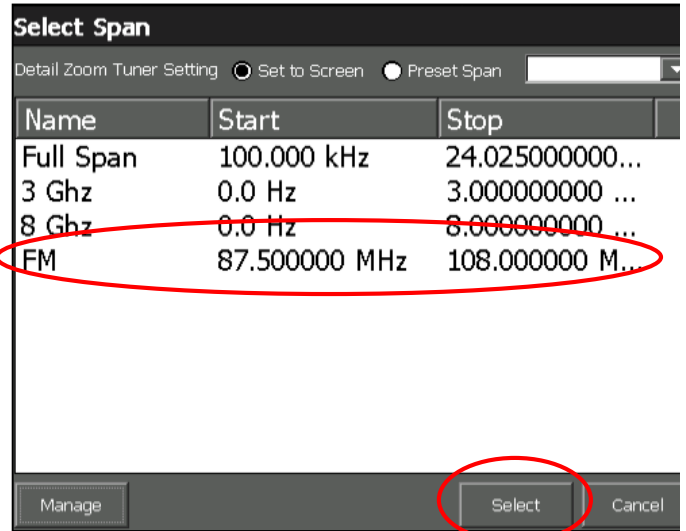 Select Span
Detail Zoom Tuner Setting Set to Screen Preset Span
Name Start Stop
Full Span 100.000 kHz 24.025000000...
3 Ghz 0.0 Hz 3.000000000 ...
8 Ghz 0.0 Hz 8.000000000 ...
FM 87.500000 MHz 108.000000 M...
Manage Select Cancel